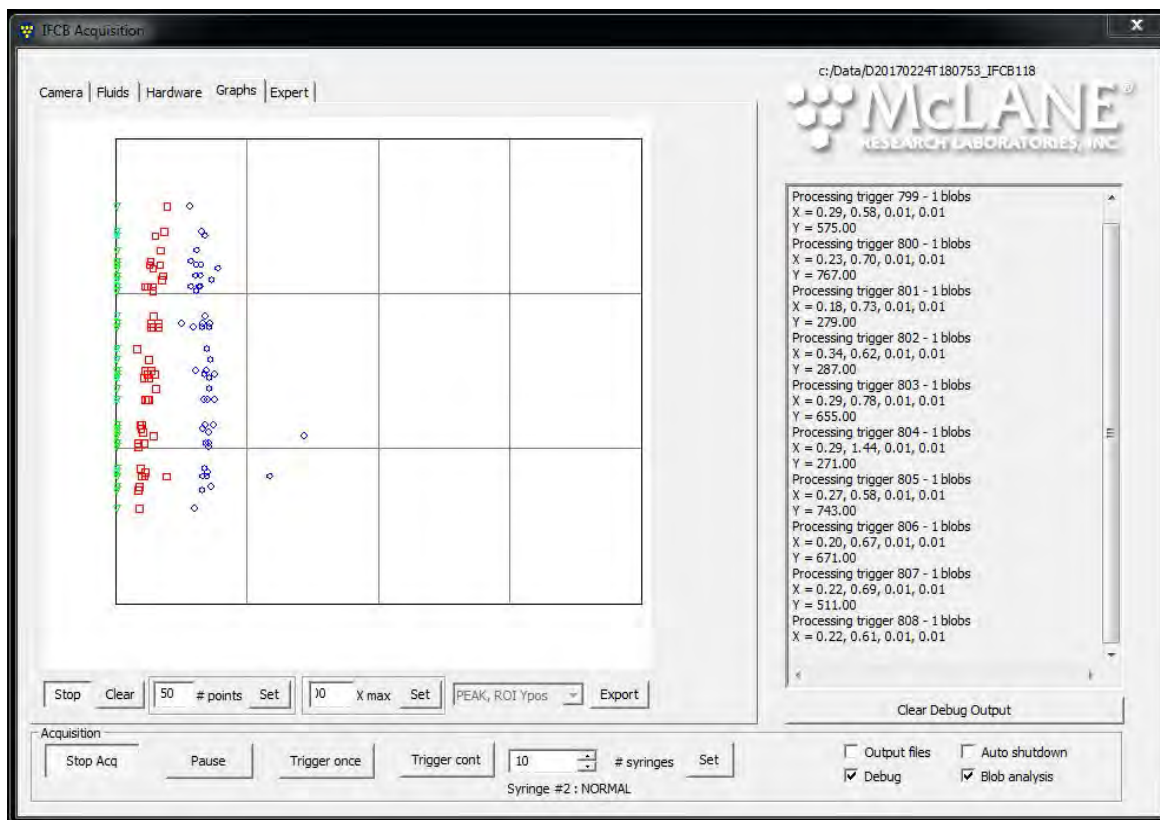 IFCB Acquisition
X
c:/Data/D20170224T180753_IFCB118
Camera Fluids Hardware Graphs Expert
McLANE®
RESEARCH LABORATORIES, INC
Processing trigger 799 - 1 blobs
X = 0.29, 0.58, 0.01, 0.01
Y = 575.00
Processing trigger 800 - 1 blobs
X = 0.23, 0.70, 0.01, 0.01
Y = 767.00
Processing trigger 801 - 1 blobs
X = 0.18, 0.73, 0.01, 0.01
Y = 279.00
Processing trigger 802 - 1 blobs
X = 0.34, 0.62, 0.01, 0.01
Y = 287.00
Processing trigger 803 - 1 blobs
X = 0.29, 0.78, 0.01, 0.01
Y = 655.00
Processing trigger 804 - 1 blobs
X = 0.29, 1.44, 0.01, 0.01
Y = 271.00
Processing trigger 805 - 1 blobs
X = 0.27, 0.58, 0.01, 0.01
Y = 743.00
Processing trigger 806 - 1 blobs
X = 0.20, 0.67, 0.01, 0.01
Y = 671.00
Processing trigger 807 - 1 blobs
X = 0.22, 0.69, 0.01, 0.01
Y = 511.00
Processing trigger 808 - 1 blobs
X = 0.22, 0.61, 0.01, 0.01
Stop Clear 50 # points Set X max Set PEAK, ROI Ypos Export
Clear Debug Output
Acquisition
Stop Acq Pause Trigger once Trigger cont 10 # syringes Set
Syringe #2 : NORMAL
Output files Auto shutdown
Debug Blob analysis